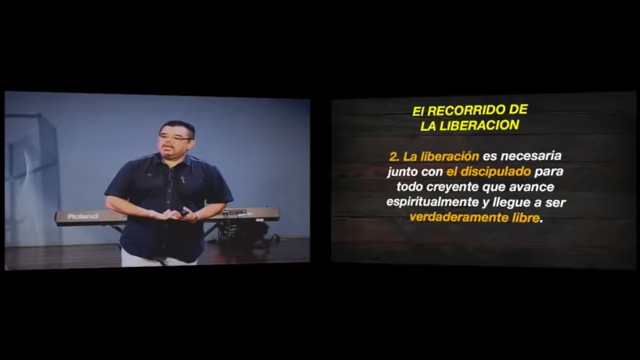 Roland
El RECORRIDO DE
LA LIBERACION
2. La liberación es necesaria
junto con el discipulado para
todo creyente que avance
espiritualmente y llegue a ser
verdaderamente libre.